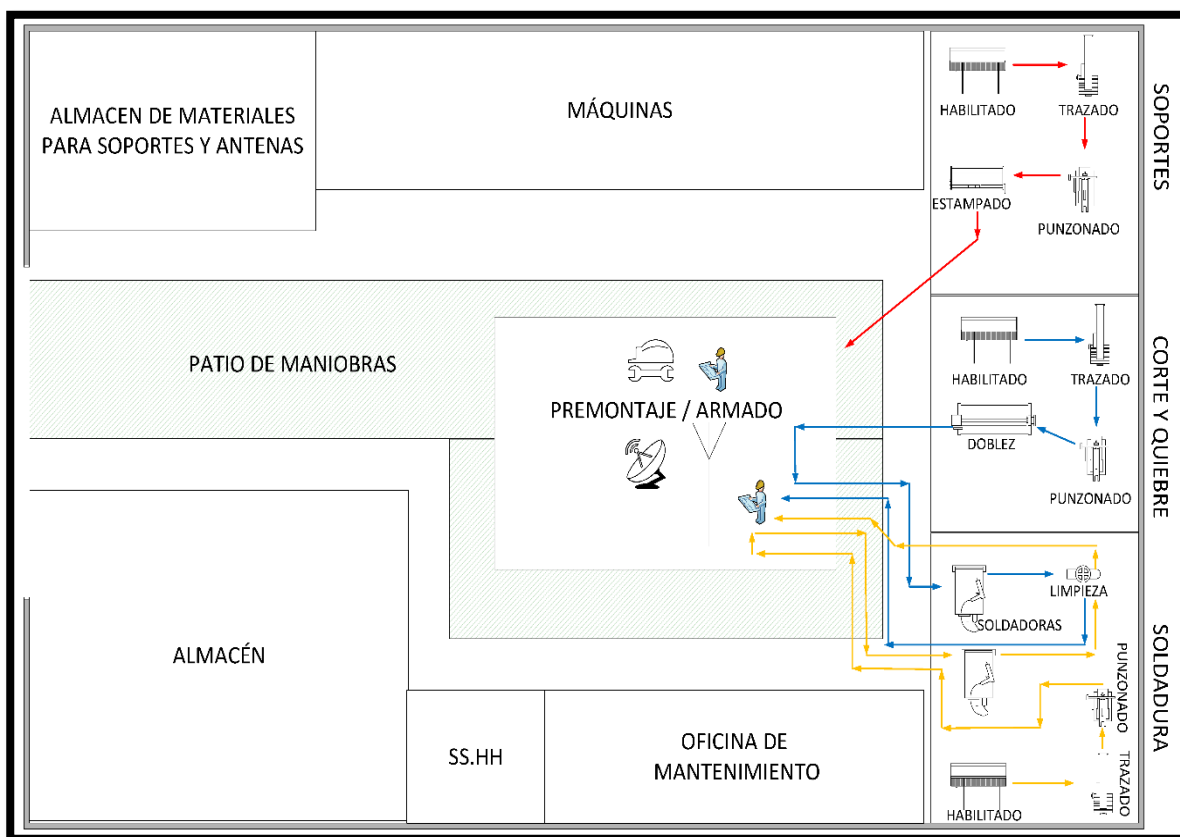 ALMACEN DE MATERIALES
PARA SOPORTES Y ANTENAS
MÁQUINAS
HABILITADO
TRAZADO
ESTAMPADO
PUNZONADO
SOPORTES
PATIO DE MANIOBRAS
PREMONTAJE / ARMADO
HABILITADO
TRAZADO
DOBLEZ
PUNZONADO
CORTE Y QUIEBRE
ALMACÉN
SS.HH
OFICINA DE
MANTENIMIENTO
SOLDADORAS
LIMPIEZA
PUNZONADO
HABILITADO
TRAZADO
SOLDADURA